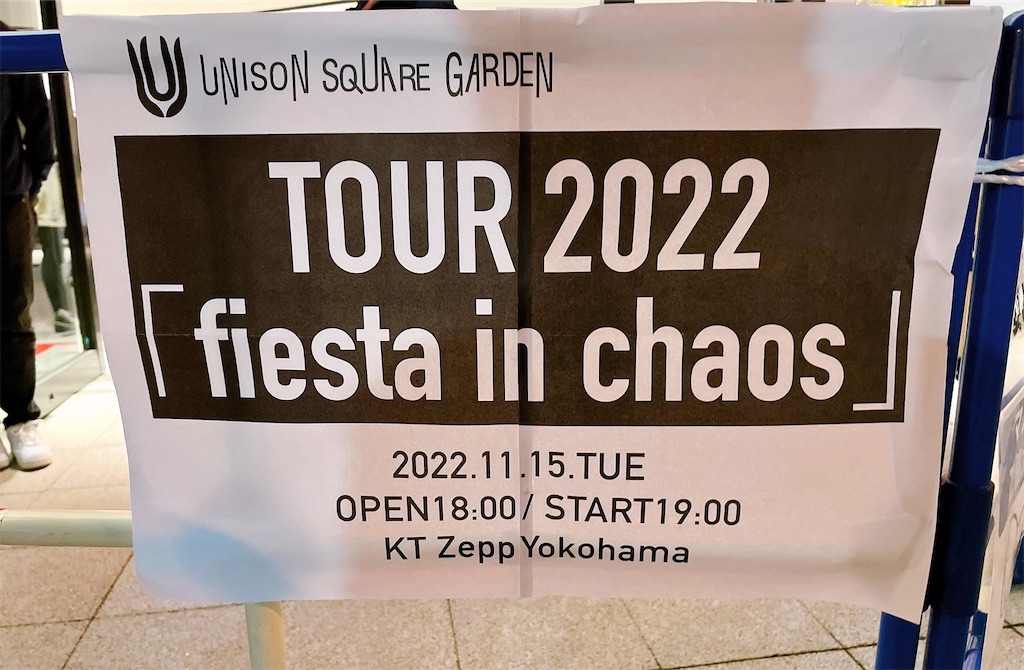 UNISON SQUARE GARDEN
TOUR 2022
「fiesta in chaos」
2022.11.15.TUE
OPEN18:00/START19:00
KT Zepp Yokohama